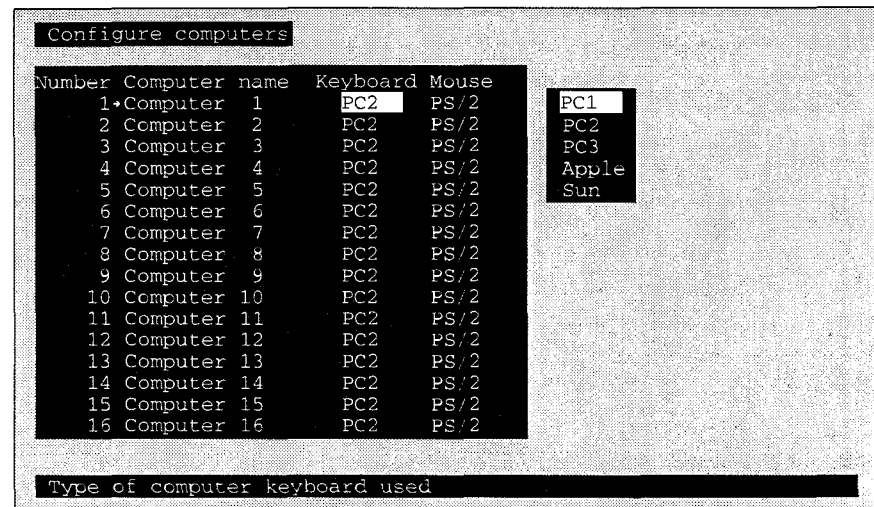 Configure computers
Number Computer name Keyboard Mouse
1→Computer 1 PC2 PS/2
2 Computer 2 PC2 PS/2
3 Computer 3 PC2 PS/2
4 Computer 4 PC2 PS/2
5 Computer 5 PC2 PS/2
6 Computer 6 PC2 PS/2
7 Computer 7 PC2 PS/2
8 Computer 8 PC2 PS/2
9 Computer 9 PC2 PS/2
10 Computer 10 PC2 PS/2
11 Computer 11 PC2 PS/2
12 Computer 12 PC2 PS/2
13 Computer 13 PC2 PS/2
14 Computer 14 PC2 PS/2
15 Computer 15 PC2 PS/2
16 Computer 16 PC2 PS/2
PC1
PC2
PC3
Apple
Sun
Type of computer keyboard used